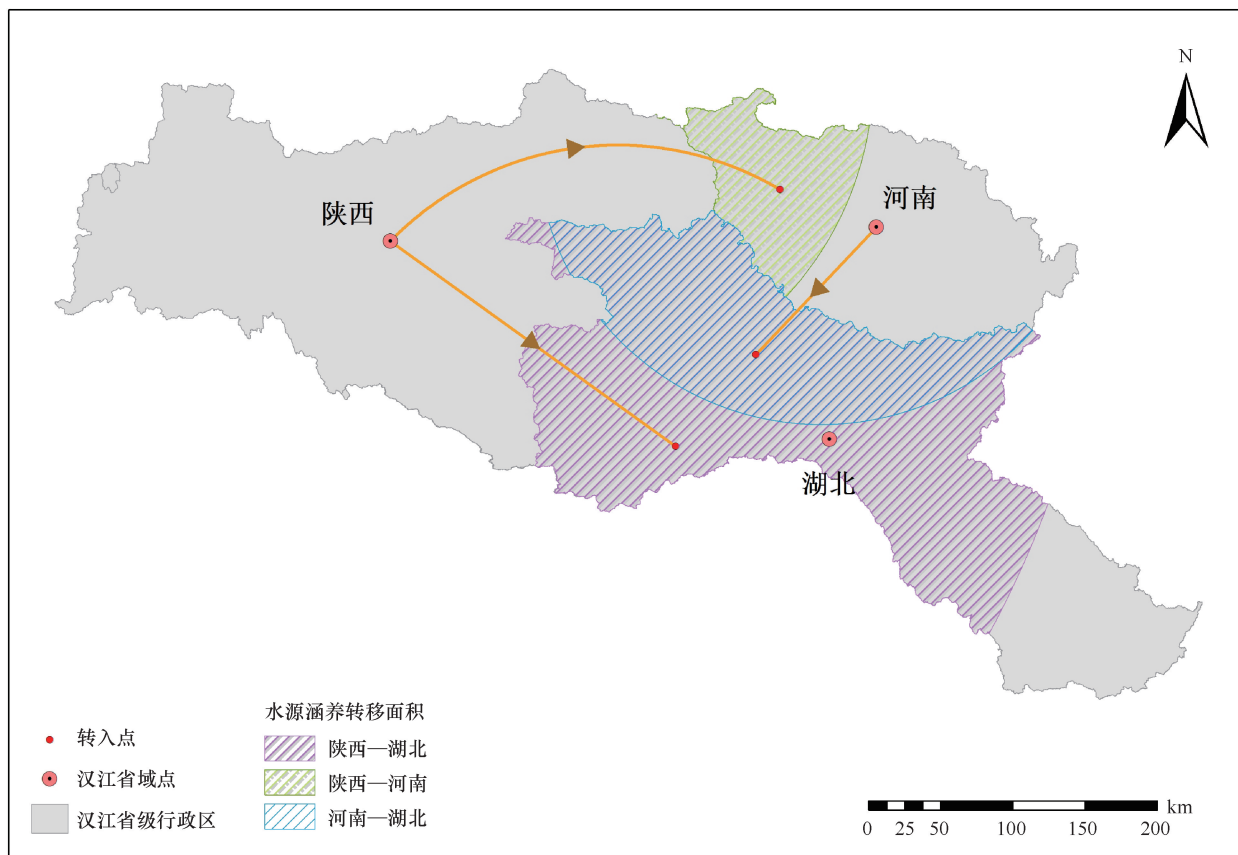 N
陕西
河南
湖北
水源涵养转移面积
转入点
陕西—湖北
汉江省域点
陕西—河南
汉江省级行政区
河南—湖北
km
0 25 50 100 150 200